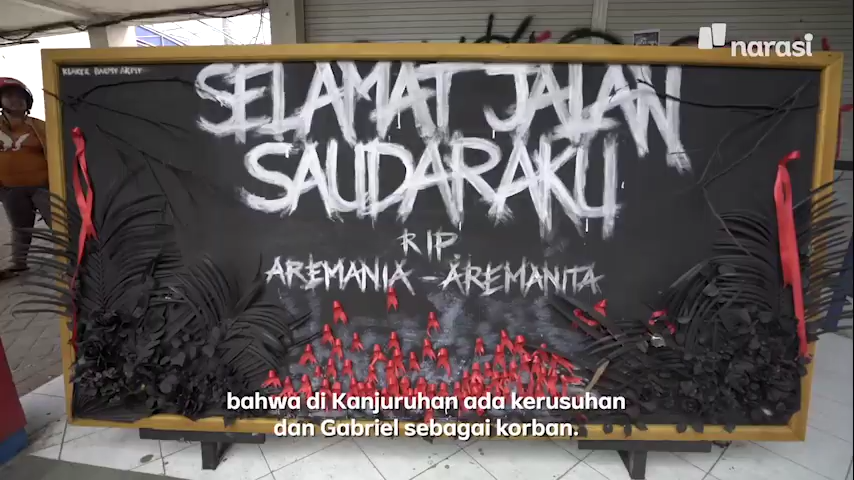 narasi
SELAMAT JALAN
SAUDARAKU
RIP
AREMANIA - AREMANITA
bahwa di Kanjuruhan ada kerusuhan
dan Gabriel sebagai korban.